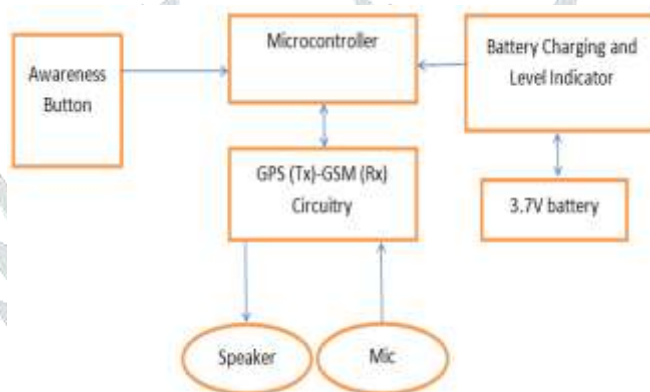 Microcontroller
Battery Charging and
Level Indicator
Awareness
Button
GPS (Tx)-GSM (Rx)
Circuitry
3.7V battery
Speaker
Mic